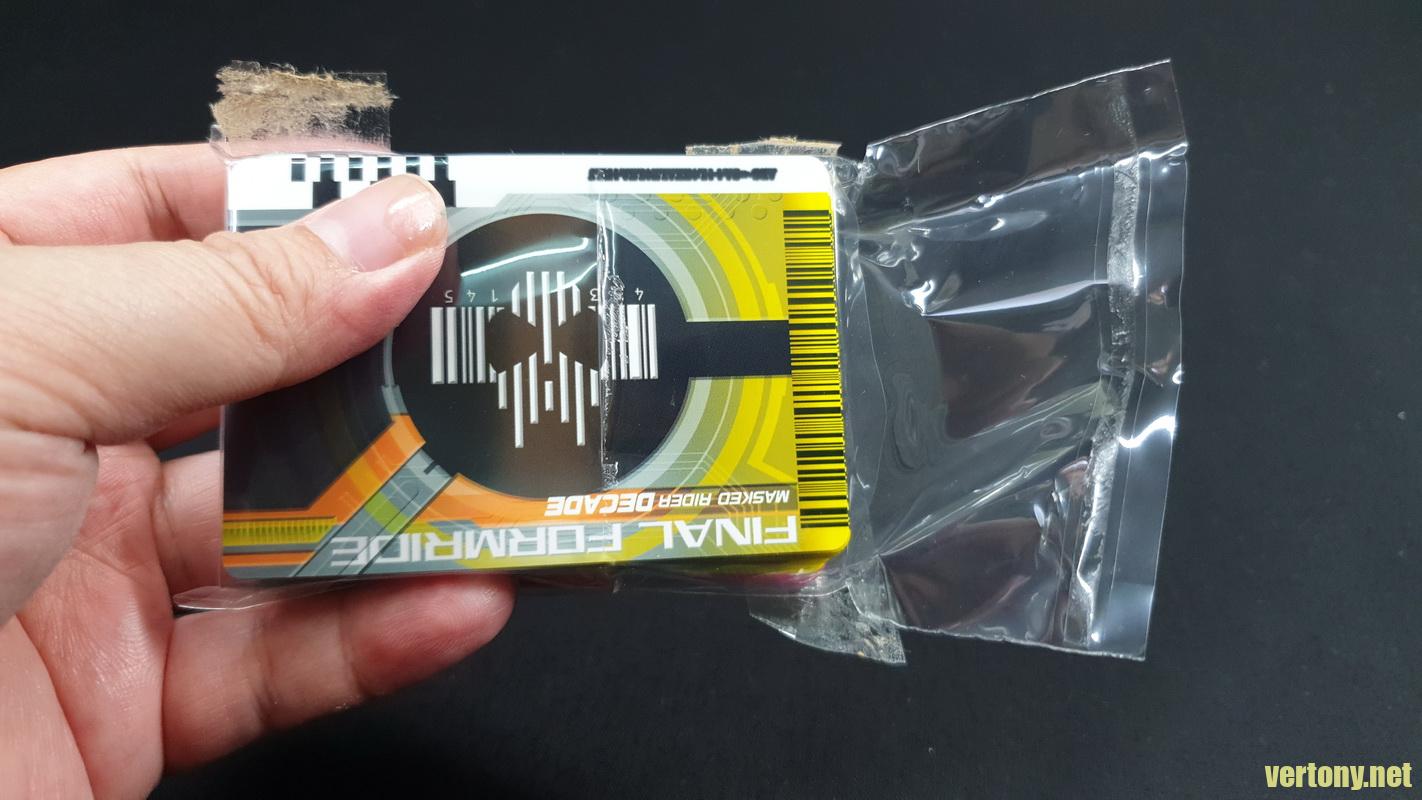 FINAL FORMRIDE
MASKED RIDER DECADE
4 3 1 4 5
vertony.net